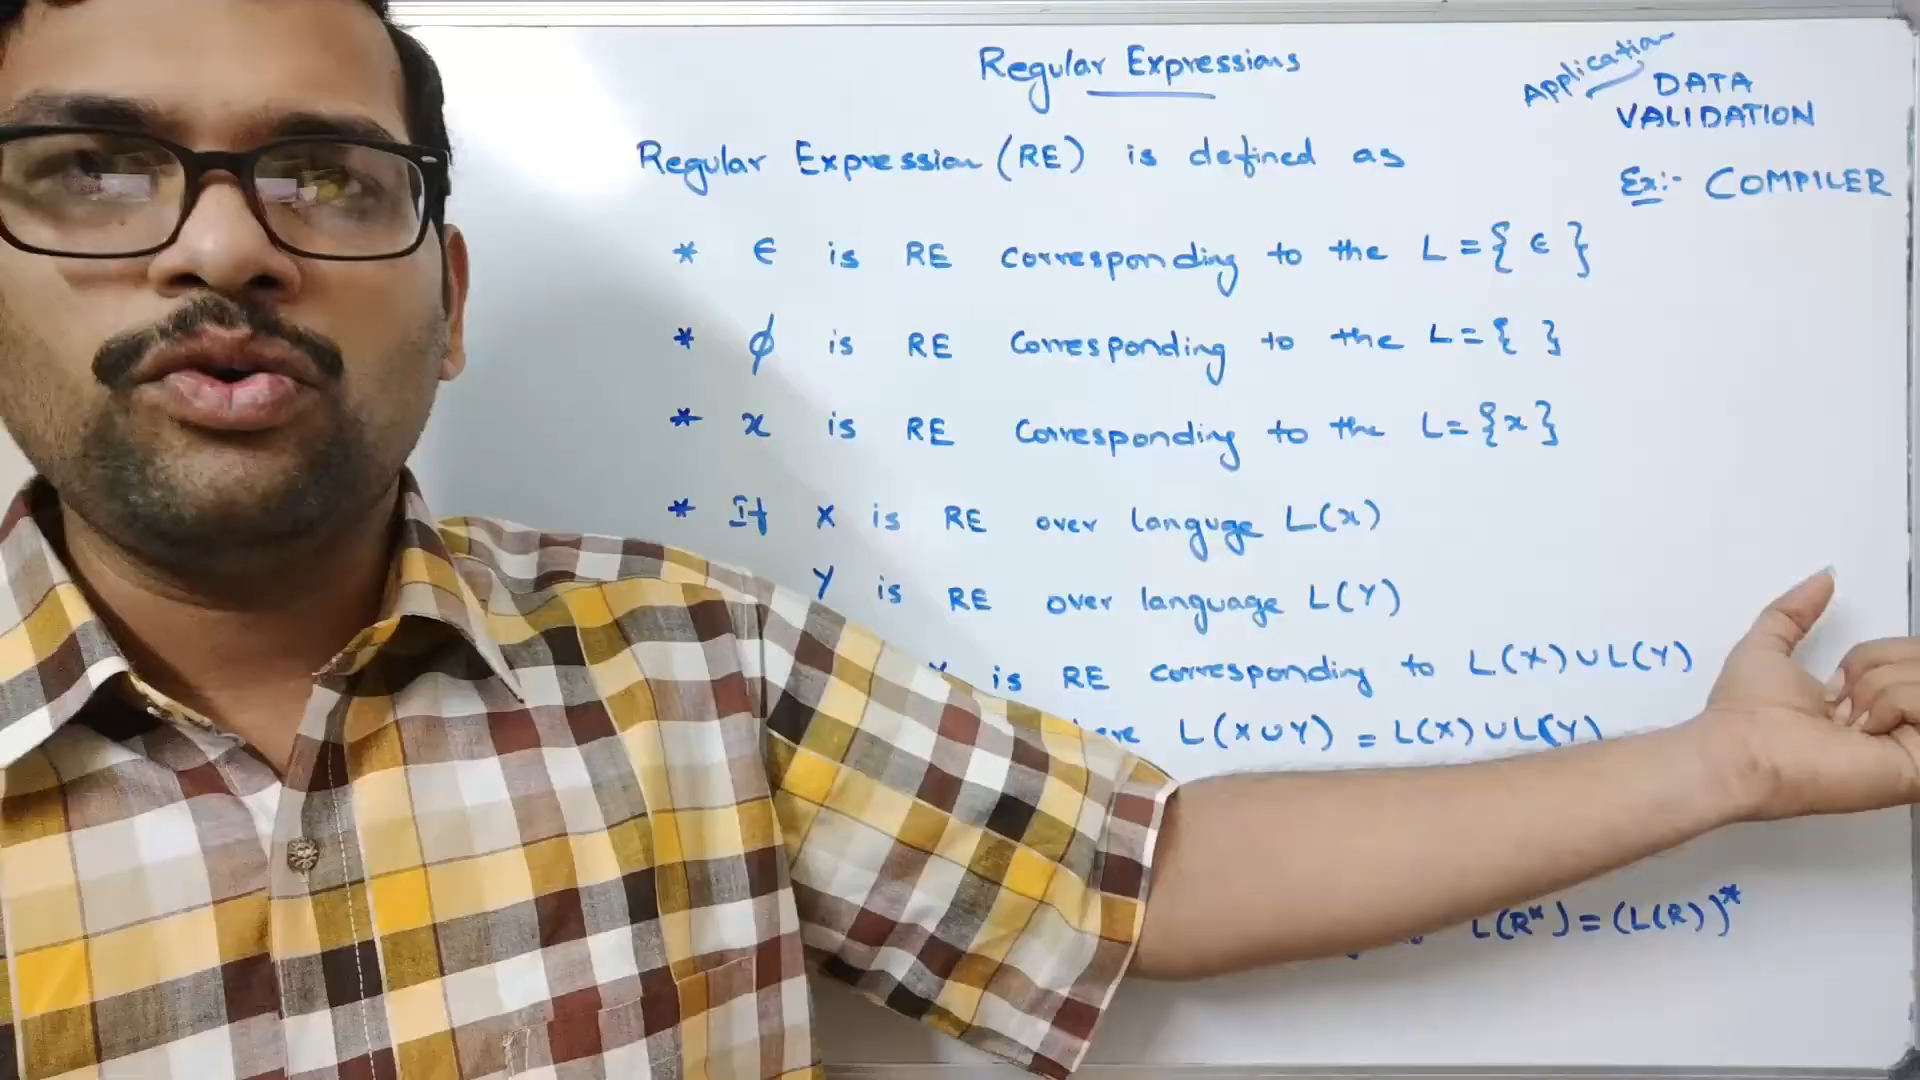 Regular Expressions
Application
DATA
VALIDATION
Ex:- COMPILER
Regular Expression (RE) is defined as
* ϵ is RE corresponding to the L = { ϵ }
* ϕ is RE corresponding to the L = { }
* x is RE corresponding to the L = {x}
* If X is RE over languge L(x)
Y is RE over language L(Y)
is RE corresponding to L(X) ∪ L(Y)
L(X∪Y) = L(X) ∪ L(Y)
L(R*) = (L(R))*